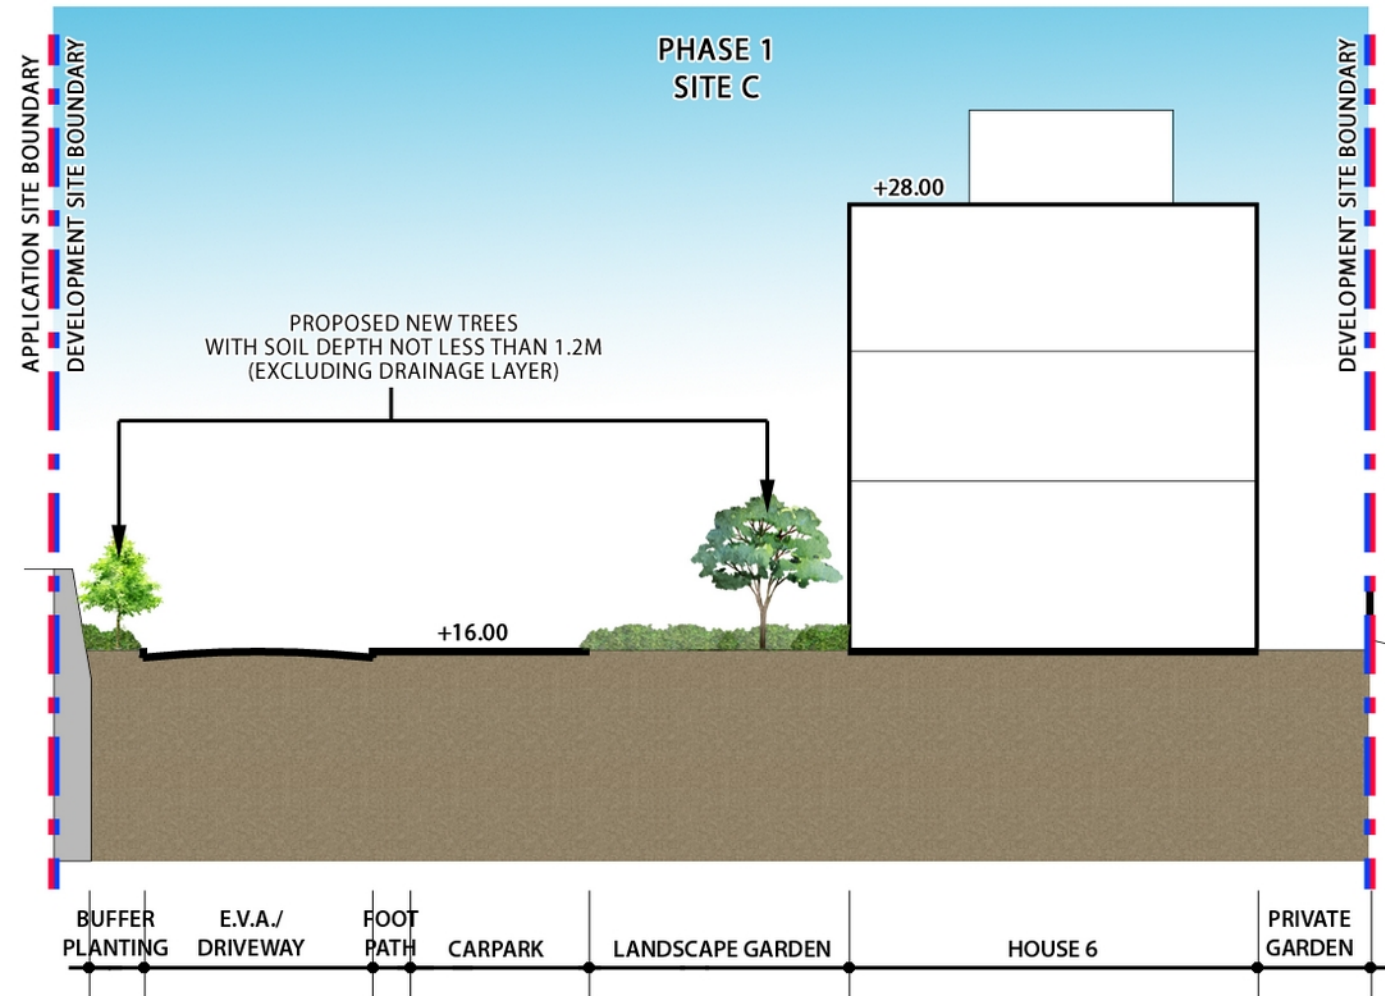 PHASE 1
SITE C
APPLICATION SITE BOUNDARY
DEVELOPMENT SITE BOUNDARY
DEVELOPMENT SITE BOUNDARY
+28.00
PROPOSED NEW TREES
WITH SOIL DEPTH NOT LESS THAN 1.2M
(EXCLUDING DRAINAGE LAYER)
+16.00
BUFFER
PLANTING
E.V.A./
DRIVEWAY
FOOT
PATH
CARPARK
LANDSCAPE GARDEN
HOUSE 6
PRIVATE
GARDEN